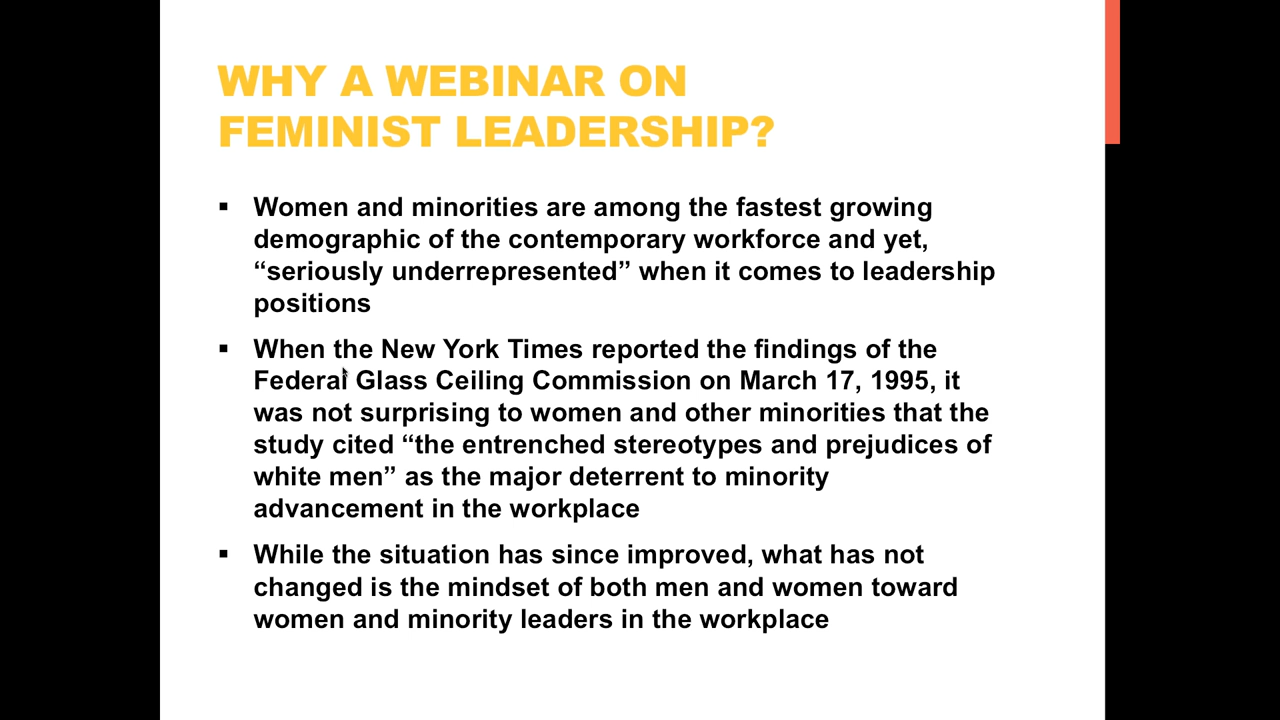 WHY A WEBINAR ON
FEMINIST LEADERSHIP?
▪ Women and minorities are among the fastest growing
demographic of the contemporary workforce and yet,
“seriously underrepresented” when it comes to leadership
positions
▪ When the New York Times reported the findings of the
Federal Glass Ceiling Commission on March 17, 1995, it
was not surprising to women and other minorities that the
study cited “the entrenched stereotypes and prejudices of
white men” as the major deterrent to minority
advancement in the workplace
▪ While the situation has since improved, what has not
changed is the mindset of both men and women toward
women and minority leaders in the workplace